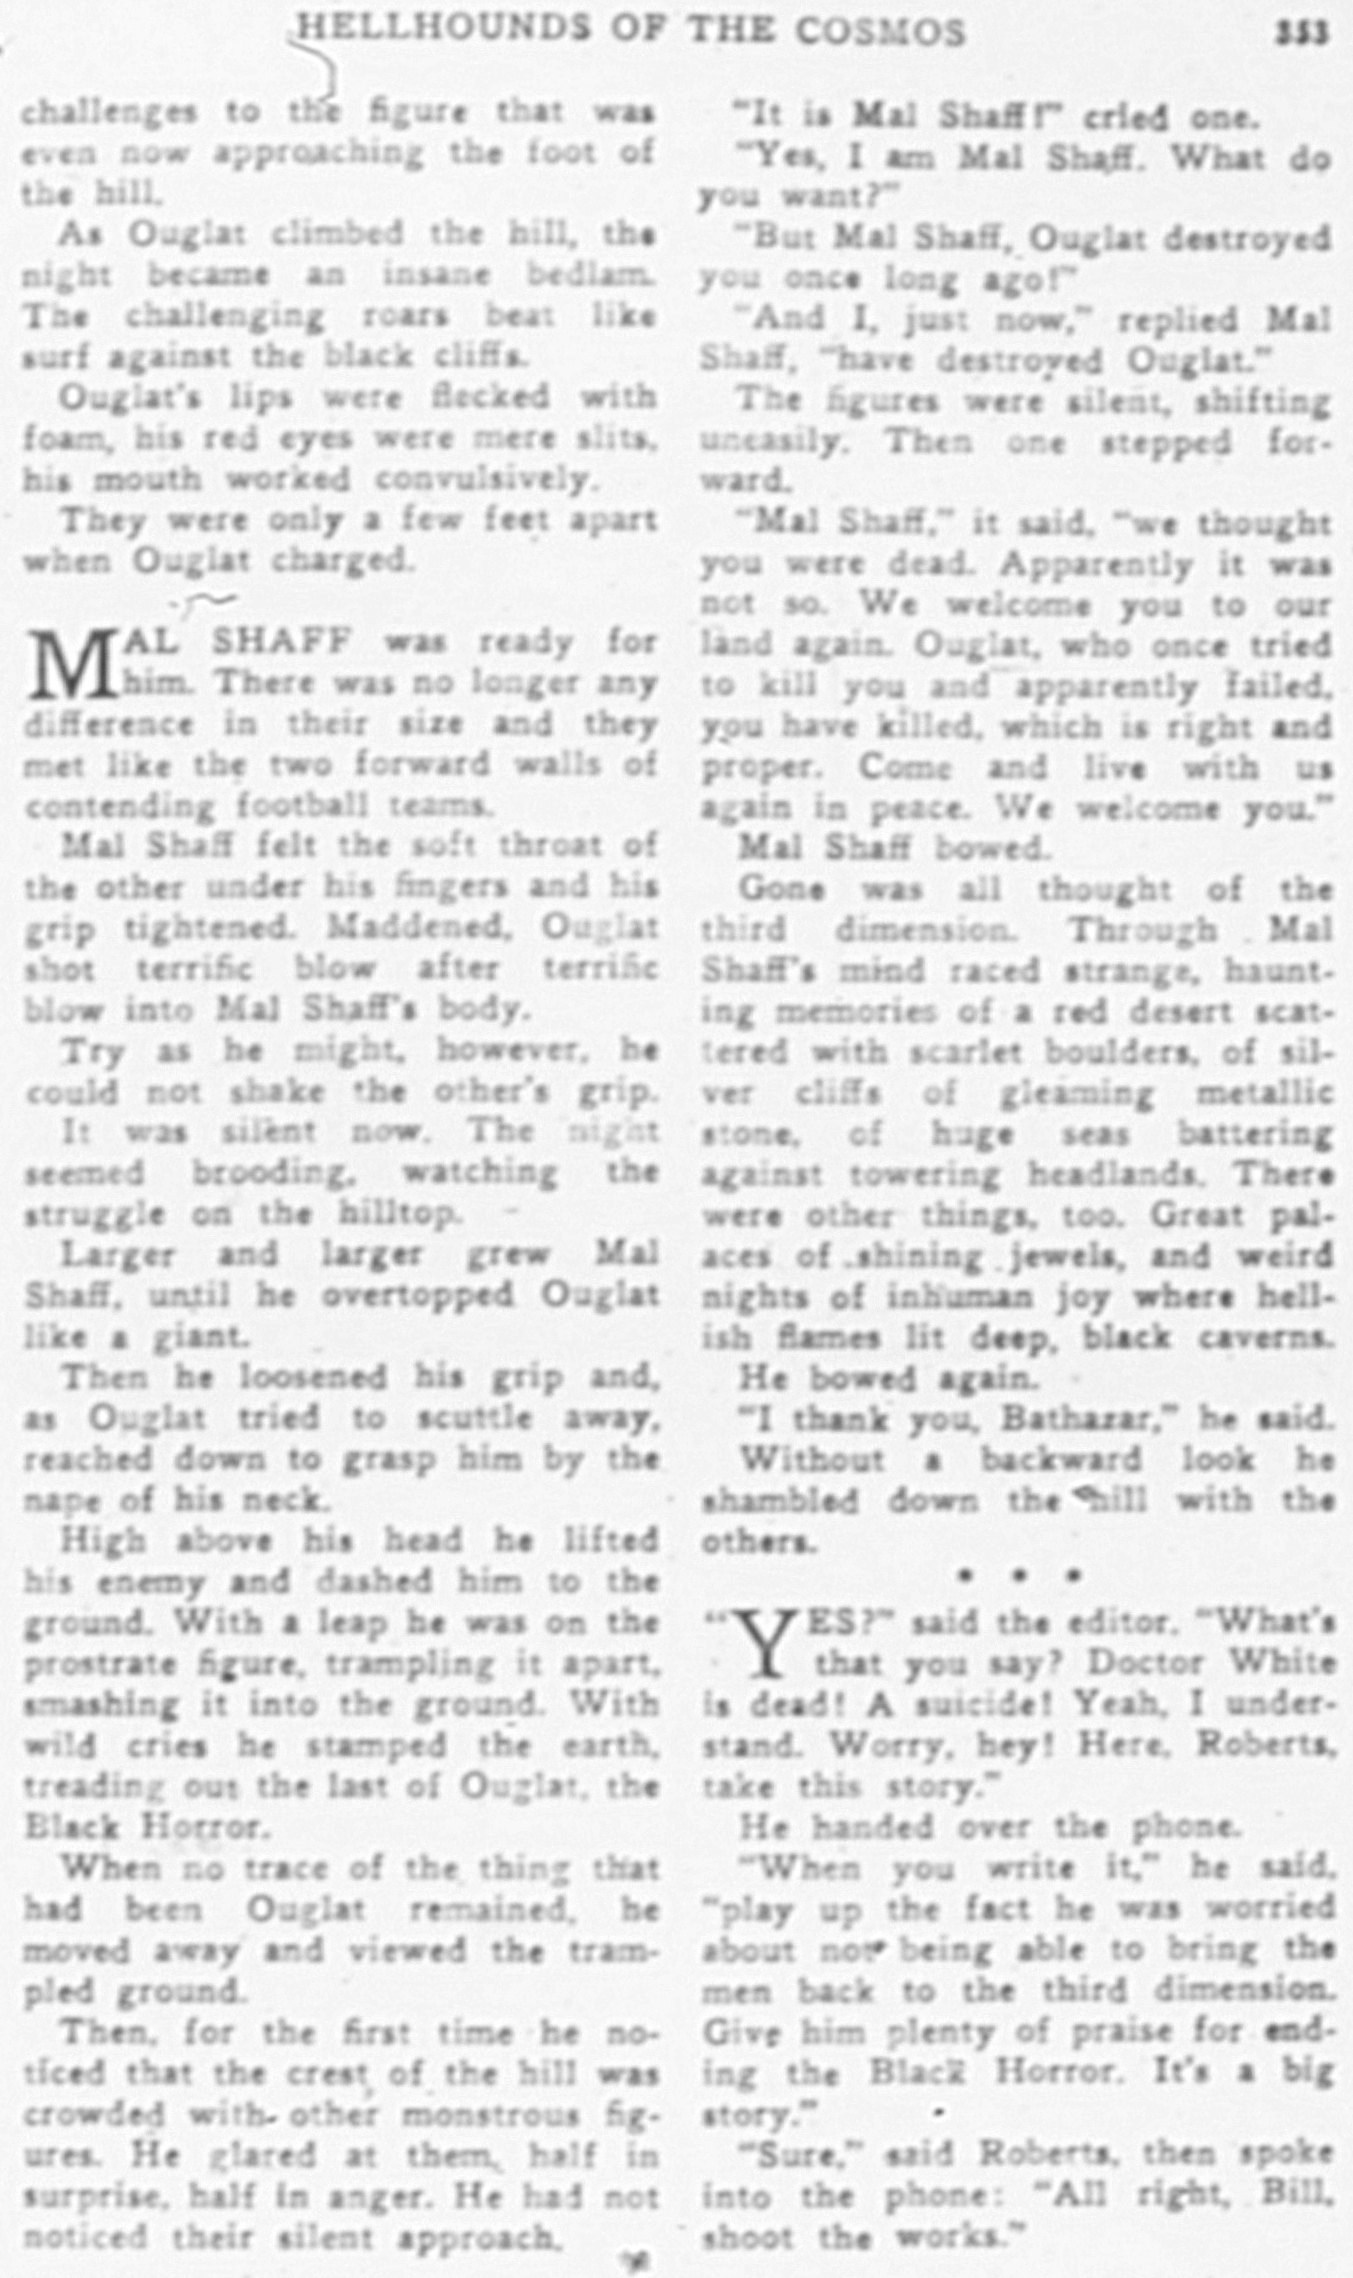 HELLHOUNDS OF THE COSMOS 353
challenges to the figure that was
even now approaching the foot of
the hill.
As Ouglat climbed the hill, the
night became an insane bedlam.
The challenging roars beat like
surf against the black cliffs.
Ouglat's lips were flecked with
foam, his red eyes were mere slits,
his mouth worked convulsively.
They were only a few feet apart
when Ouglat charged.
MAL SHAFF was ready for
him. There was no longer any
difference in their size and they
met like the two forward walls of
contending football teams.
Mal Shaff felt the soft throat of
the other under his fingers and his
grip tightened. Maddened, Ouglat
shot terrific blow after terrific
blow into Mal Shaff's body.
Try as he might, however, he
could not shake the other's grip.
It was silent now. The night
seemed brooding, watching the
struggle on the hilltop.
Larger and larger grew Mal
Shaff, until he overtopped Ouglat
like a giant.
Then he loosened his grip and,
as Ouglat tried to scuttle away,
reached down to grasp him by the
nape of his neck.
High above his head he lifted
his enemy and dashed him to the
ground. With a leap he was on the
prostrate figure, trampling it apart,
smashing it into the ground. With
wild cries he stamped the earth,
treading out the last of Ouglat, the
Black Horror.
When no trace of the thing that
had been Ouglat remained, he
moved away and viewed the tram-
pled ground.
Then, for the first time he no-
ticed that the crest of the hill was
crowded with other monstrous fig-
ures. He glared at them, half in
surprise, half in anger. He had not
noticed their silent approach.
"It is Mal Shaff!" cried one.
"Yes, I am Mal Shaff. What do
you want?"
"But Mal Shaff, Ouglat destroyed
you once long ago!"
"And I, just now," replied Mal
Shaff, "have destroyed Ouglat."
The figures were silent, shifting
uneasily. Then one stepped for-
ward.
"Mal Shaff," it said, "we thought
you were dead. Apparently it was
not so. We welcome you to our
land again. Ouglat, who once tried
to kill you and apparently failed,
you have killed, which is right and
proper. Come and live with us
again in peace. We welcome you."
Mal Shaff bowed.
Gone was all thought of the
third dimension. Through Mal
Shaff's mind raced strange, haunt-
ing memories of a red desert scat-
tered with scarlet boulders, of sil-
ver cliffs of gleaming metallic
stone, of huge seas battering
against towering headlands. There
were other things, too. Great pal-
aces of shining jewels, and weird
nights of inhuman joy where hell-
ish flames lit deep, black caverns.
He bowed again.
"I thank you, Bathazar," he said.
Without a backward look he
shambled down the hill with the
others.
* * *
"YES?" said the editor. "What's
that you say? Doctor White
is dead! A suicide! Yeah, I under-
stand. Worry, hey! Here, Roberts,
take this story."
He handed over the phone.
"When you write it," he said,
"play up the fact he was worried
about not being able to bring the
men back to the third dimension.
Give him plenty of praise for end-
ing the Black Horror. It's a big
story."
"Sure," said Roberts, then spoke
into the phone: "All right, Bill,
shoot the works."